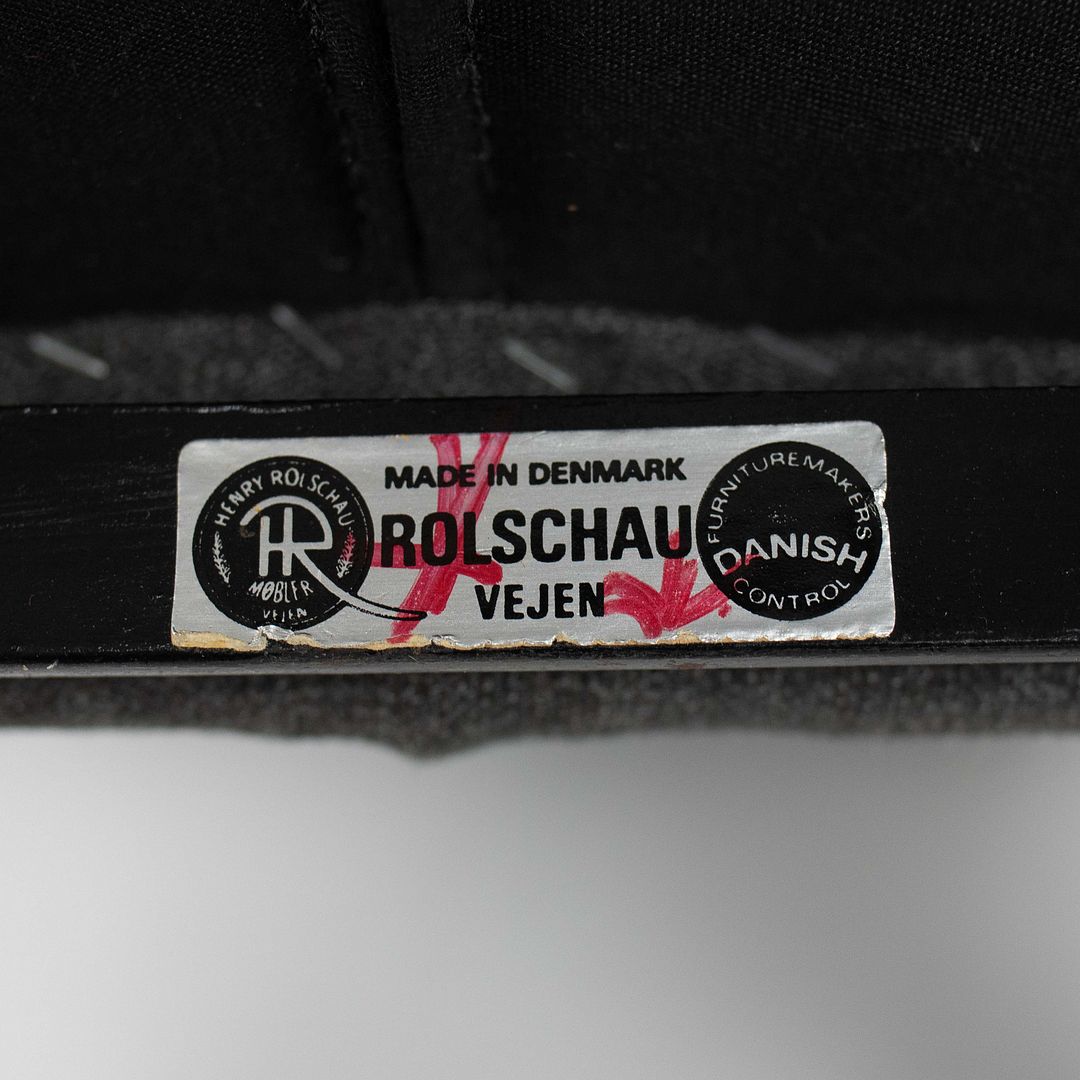 HENRY ROLSCHAU
HR
MØBLER
VEJEN
MADE IN DENMARK
ROLSCHAU
VEJEN
FURNITUREMAKERS
DANISH
CONTROL